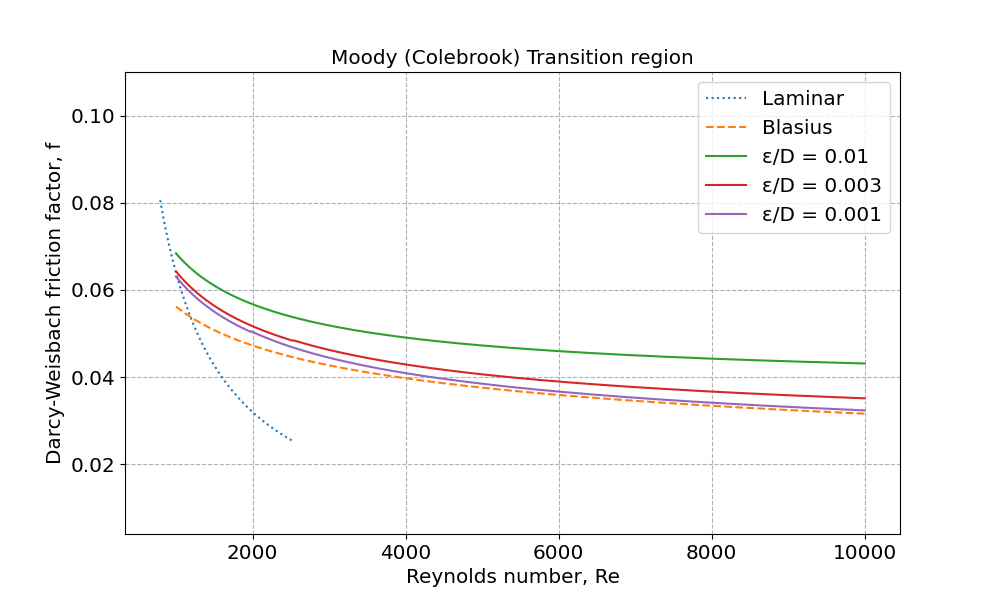 Moody (Colebrook) Transition region
Darcy-Weisbach friction factor, f
0.10
0.08
0.06
0.04
0.02
Laminar
Blasius
ε/D = 0.01
ε/D = 0.003
ε/D = 0.001
2000 4000 6000 8000 10000
Reynolds number, Re